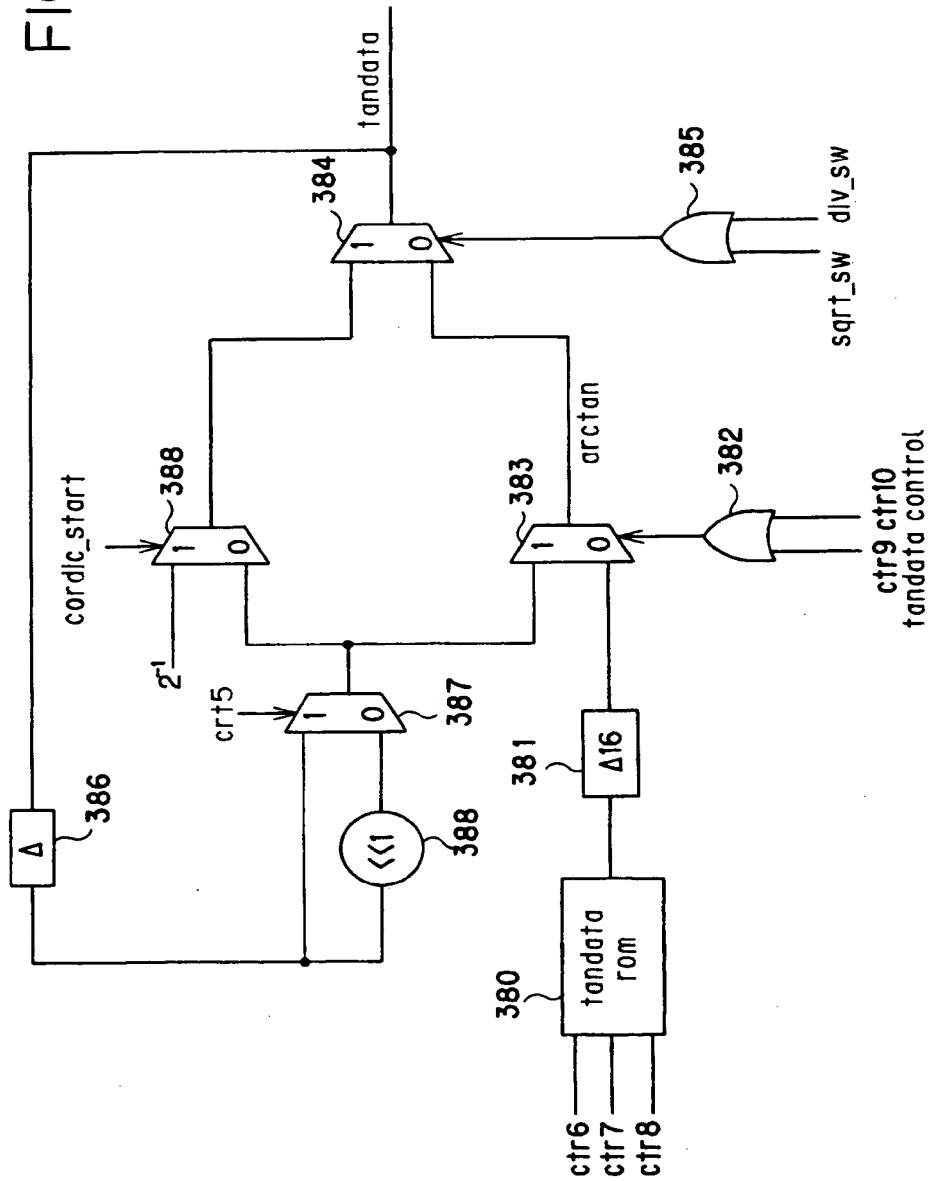 FI
tandata
384
1
0
385
sqrt_sw
dIv_sw
cordIc_start
388
1
0
2⁻¹
arctan
383
1
0
382
ctr9 ctr10
tandata control
crt5
1
0
387
Δ
386
<<1
388
381
Δ16
380
tandata
rom
ctr6
ctr7
ctr8